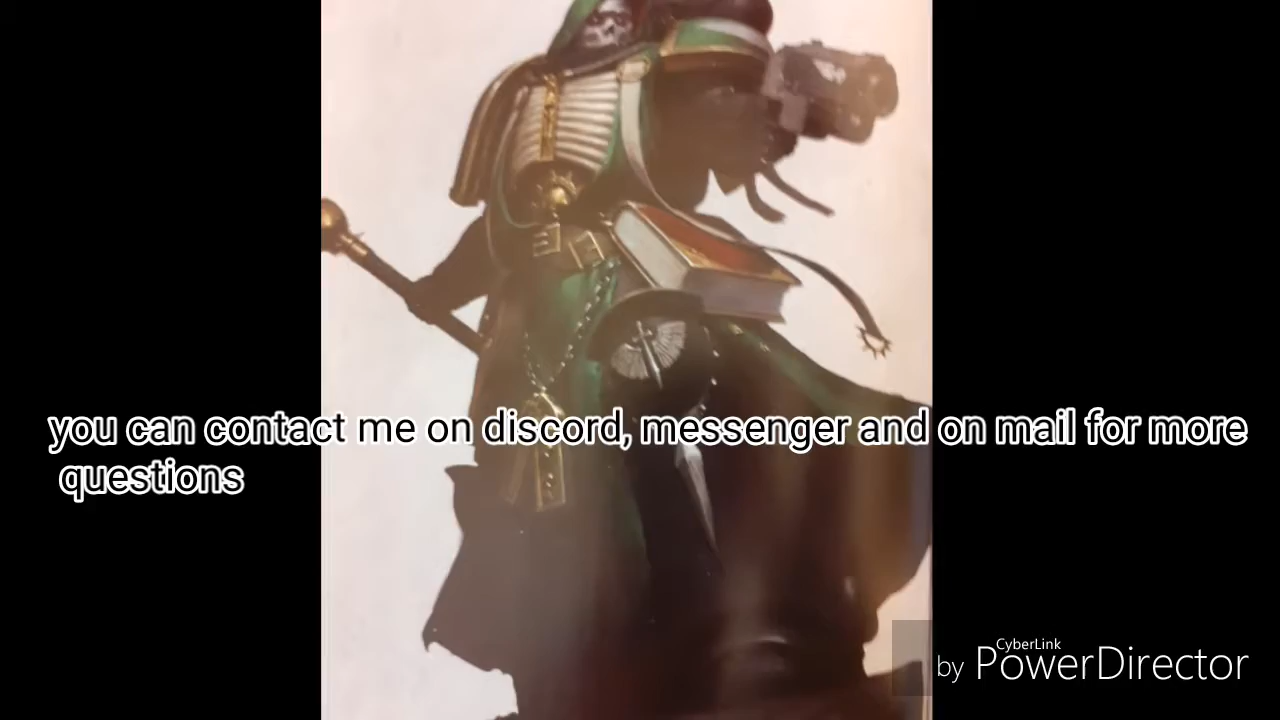 you can contact me on discord, messenger and on mail for more
questions
CyberLink
by PowerDirector